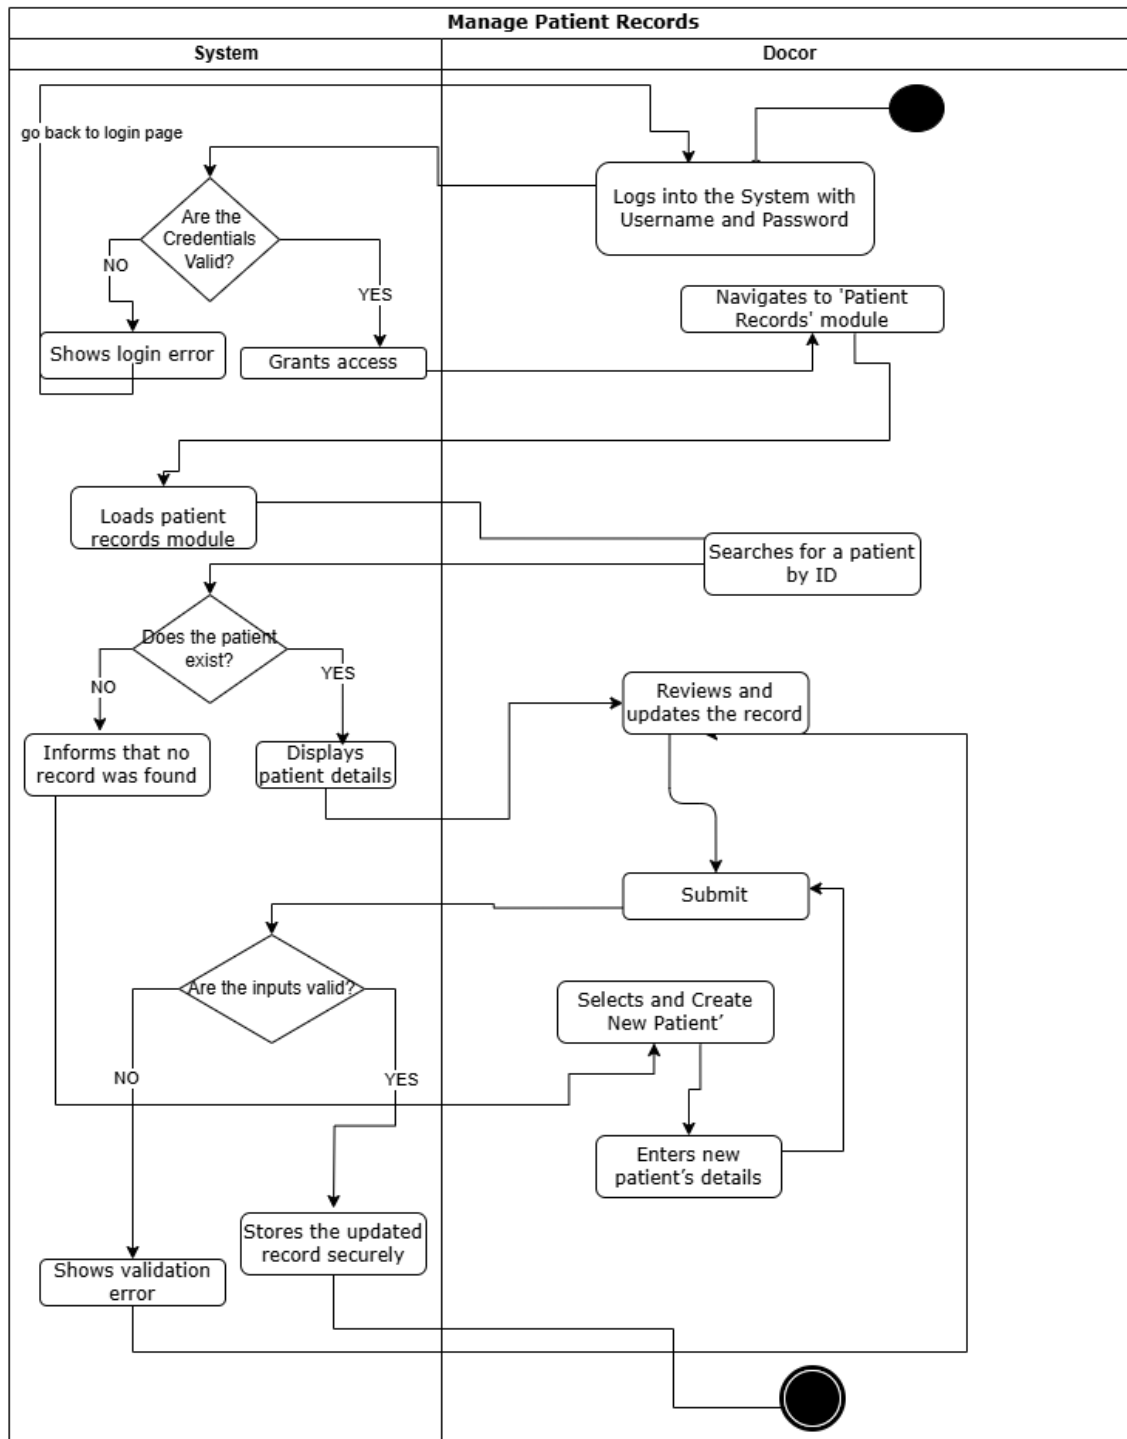 Manage Patient Records
System
Docor
go back to login page
Logs into the System with
Username and Password
Are the
Credentials
Valid?
NO
YES
Navigates to 'Patient
Records' module
Shows login error
Grants access
Loads patient
records module
Searches for a patient
by ID
Does the patient
exist?
NO
YES
Reviews and
updates the record
Informs that no
record was found
Displays
patient details
Submit
Are the inputs valid?
Selects and Create
New Patient’
NO
YES
Enters new
patient’s details
Stores the updated
record securely
Shows validation
error